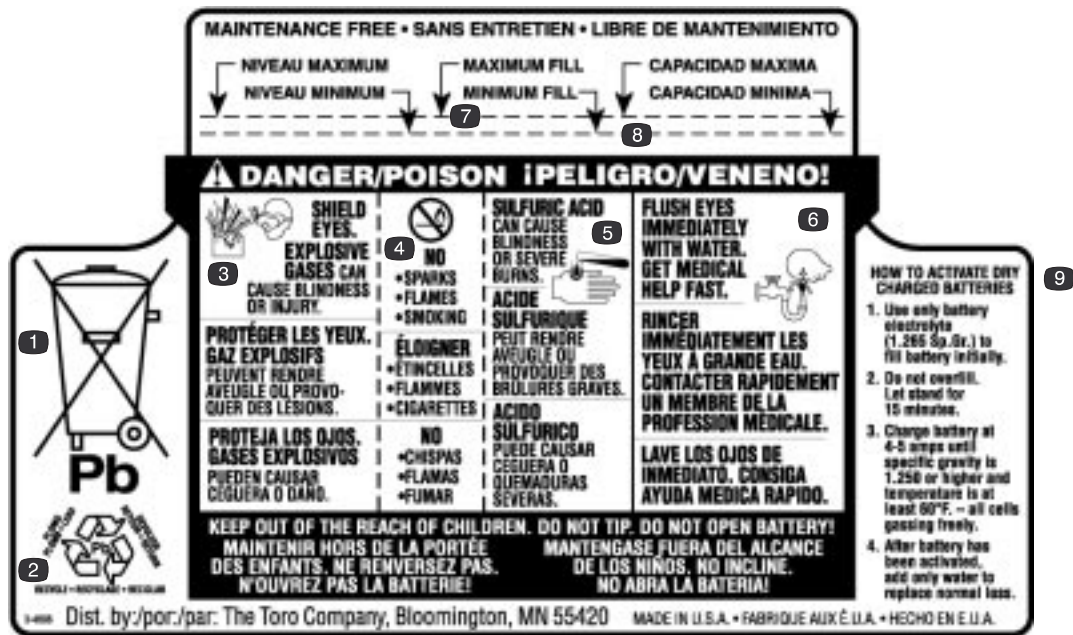 MAINTENANCE FREE • SANS ENTRETIEN • LIBRE DE MANTENIMIENTO
NIVEAU MAXIMUM
MAXIMUM FILL
CAPACIDAD MAXIMA
NIVEAU MINIMUM
MINIMUM FILL
CAPACIDAD MINIMA
7
8
DANGER/POISON ¡PELIGRO/VENENO!
3
SHIELD
EYES.
EXPLOSIVE
GASES CAN
CAUSE BLINDNESS
OR INJURY.
PROTÉGER LES YEUX.
GAZ EXPLOSIFS
PEUVENT RENDRE
AVEUGLE OU PROVO-
QUER DES LESIONS.
PROTEJA LOS OJOS.
GASES EXPLOSIVOS
PUEDEN CAUSAR
CEGUERA O DAÑO.
4
NO
•SPARKS
•FLAMES
•SMOKING
ÉLOIGNER
•ÉTINCELLES
•FLAMMES
•CIGARETTES
NO
•CHISPAS
•FLAMAS
•FUMAR
SULFURIC ACID
CAN CAUSE
BLINDNESS
OR SEVERE
BURNS.
5
ACIDE
SULFURIQUE
PEUT RENDRE
AVEUGLE OU
PROVOQUER DES
BRÛLURES GRAVES.
ACIDO
SULFURICO
PUEDE CAUSAR
CEGUERA O
QUEMADURAS
SEVERAS.
FLUSH EYES
IMMEDIATELY
WITH WATER.
GET MEDICAL
HELP FAST.
6
RINCER
IMMÉDIATEMENT LES
YEUX À GRANDE EAU.
CONTACTER RAPIDEMENT
UN MEMBRE DE LA
PROFESSION MÉDICALE.
LAVE LOS OJOS DE
INMEDIATO. CONSIGA
AYUDA MEDICA RAPIDO.
KEEP OUT OF THE REACH OF CHILDREN. DO NOT TIP. DO NOT OPEN BATTERY!
MAINTENIR HORS DE LA PORTÉE
DES ENFANTS. NE RENVERSEZ PAS.
N'OUVREZ PAS LA BATTERIE!
MANTENGASE FUERA DEL ALCANCE
DE LOS NIÑOS, NO INCLINE.
NO ABRA LA BATERIA!
1
Pb
2
RECYCLE • RECYCLAGE • RECICLAR
9
HOW TO ACTIVATE DRY
CHARGED BATTERIES
1. Use only battery
electrolyte
(1.265 Sp.Gr.) to
fill battery initially.
2. Do not overfill.
Let stand for
15 minutes.
3. Charge battery at
4-5 amps until
specific gravity is
1.250 or higher and
temperature is at
least 60°F. – all cells
gassing freely.
4. After battery has
been activated,
add only water to
replace normal loss.
Dist. by:/por:/par: The Toro Company, Bloomington, MN 55420
MADE IN U.S.A. • FABRIQUE AUX É.U.A. • HECHO EN E.U.A.